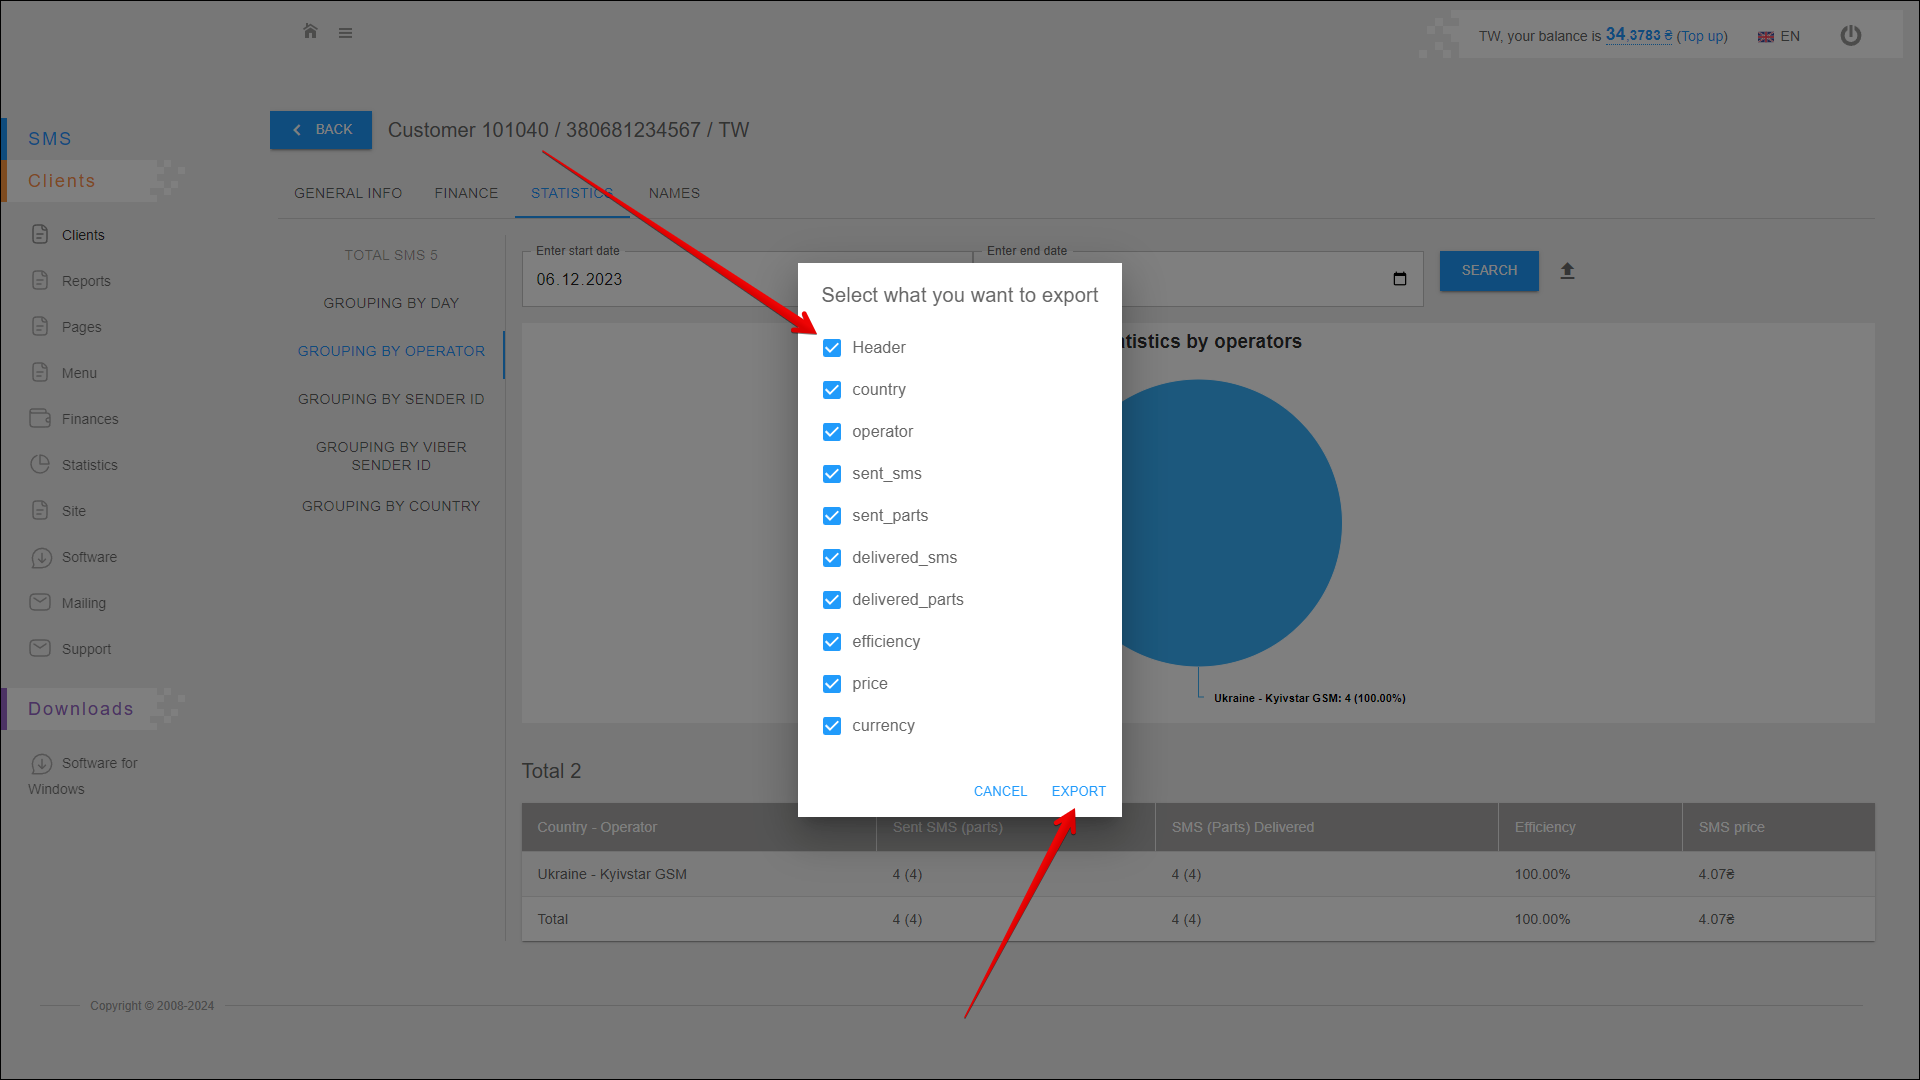 TW, your balance is 34,3783 ₴ (Top up)
EN
SMS
Clients
Clients
Reports
Pages
Menu
Finances
Statistics
Site
Software
Mailing
Support
Downloads
Software for
Windows
BACK
Customer 101040 / 380681234567 / TW
GENERAL INFO
FINANCE
STATISTICS
NAMES
TOTAL SMS 5
GROUPING BY DAY
GROUPING BY OPERATOR
GROUPING BY SENDER ID
GROUPING BY VIBER
SENDER ID
GROUPING BY COUNTRY
Enter start date
06.12.2023
Enter end date
SEARCH
tistics by operators
Ukraine - Kyivstar GSM: 4 (100.00%)
Select what you want to export
Header
country
operator
sent_sms
sent_parts
delivered_sms
delivered_parts
efficiency
price
currency
CANCEL
EXPORT
Total 2
Country - Operator
Sent SMS (parts)
SMS (Parts) Delivered
Efficiency
SMS price
Ukraine - Kyivstar GSM
4 (4)
4 (4)
100.00%
4.07₴
Total
4 (4)
4 (4)
100.00%
4.07₴
Copyright © 2008-2024